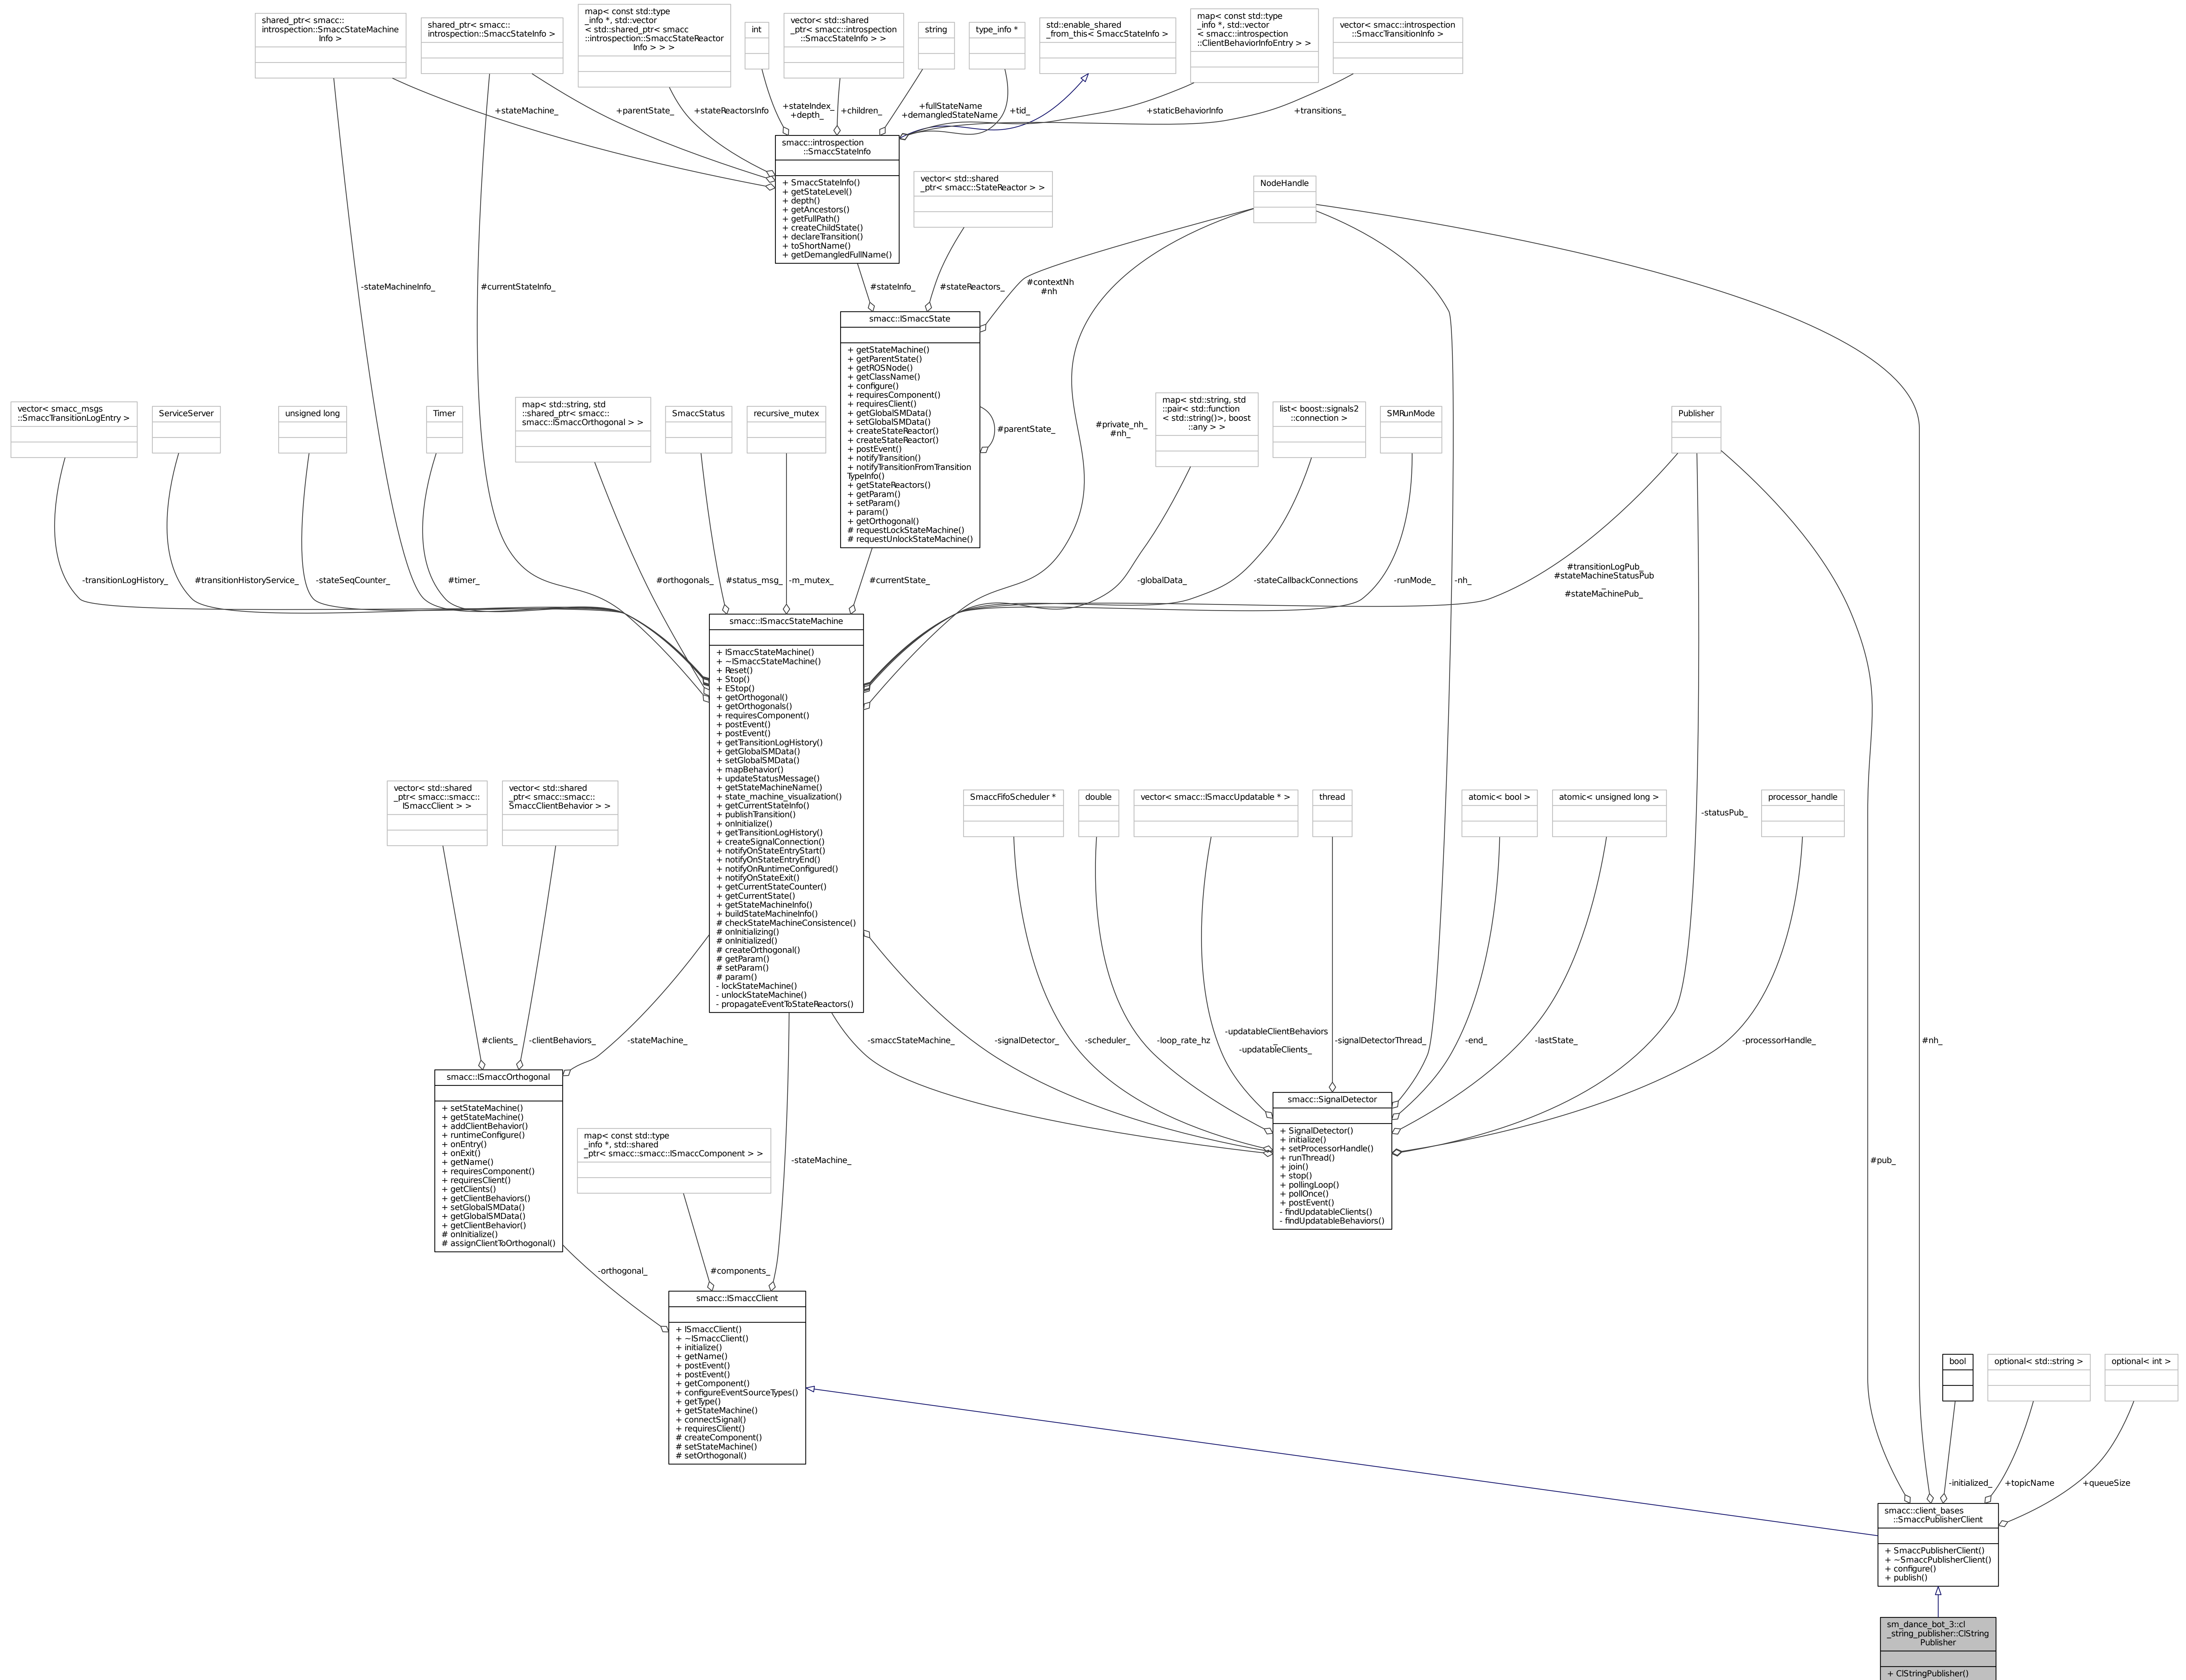 shared_ptr< smacc::
introspection::SmaccStateMachine
Info >
shared_ptr< smacc::
introspection::SmaccStateInfo >
map< const std::type
_info *, std::vector
< std::shared_ptr< smacc
::introspection::SmaccStateReactor
Info > > >
int
vector< std::shared
_ptr< smacc::introspection
::SmaccStateInfo > >
string
type_info *
std::enable_shared
_from_this< SmaccStateInfo >
map< const std::type
_info *, std::vector
< smacc::introspection
::ClientBehaviorInfoEntry > >
vector< smacc::introspection
::SmaccTransitionInfo >
+stateMachine_
+parentState_
+stateReactorsInfo
+stateIndex_
+depth_
+children_
+fullStateName
+demangledStateName
+tid_
+staticBehaviorInfo
+transitions_
smacc::introspection
::SmaccStateInfo
+ SmaccStateInfo()
+ getStateLevel()
+ depth()
+ getAncestors()
+ getFullPath()
+ createChildState()
+ declareTransition()
+ toShortName()
+ getDemangledFullName()
vector< std::shared
_ptr< smacc::StateReactor > >
NodeHandle
-stateMachineInfo_
#currentStateInfo_
#stateInfo_
#stateReactors_
#contextNh
#nh
smacc::ISmaccState
+ getStateMachine()
+ getParentState()
+ getROSNode()
+ getClassName()
+ configure()
+ requiresComponent()
+ requiresClient()
+ getGlobalSMData()
+ setGlobalSMData()
+ createStateReactor()
+ createStateReactor()
+ postEvent()
+ notifyTransition()
+ notifyTransitionFromTransition
TypeInfo()
+ getStateReactors()
+ getParam()
+ setParam()
+ param()
+ getOrthogonal()
# requestLockStateMachine()
# requestUnlockStateMachine()
#parentState_
vector< smacc_msgs
::SmaccTransitionLogEntry >
ServiceServer
unsigned long
Timer
map< std::string, std
::shared_ptr< smacc::
smacc::ISmaccOrthogonal > >
SmaccStatus
recursive_mutex
#private_nh_
#nh_
map< std::string, std
::pair< std::function
< std::string()>, boost
::any > >
list< boost::signals2
::connection >
SMRunMode
Publisher
-transitionLogHistory_
#transitionHistoryService_
-stateSeqCounter_
#timer_
#orthogonals_
#status_msg_
-m_mutex_
#currentState_
-globalData_
-stateCallbackConnections
-runMode_
-nh_
#transitionLogPub_
#stateMachineStatusPub
_
#stateMachinePub_
smacc::ISmaccStateMachine
+ ISmaccStateMachine()
+ ~ISmaccStateMachine()
+ Reset()
+ Stop()
+ EStop()
+ getOrthogonal()
+ getOrthogonals()
+ requiresComponent()
+ postEvent()
+ postEvent()
+ getTransitionLogHistory()
+ getGlobalSMData()
+ setGlobalSMData()
+ mapBehavior()
+ updateStatusMessage()
+ getStateMachineName()
+ state_machine_visualization()
+ getCurrentStateInfo()
+ publishTransition()
+ onInitialize()
+ getTransitionLogHistory()
+ createSignalConnection()
+ notifyOnStateEntryStart()
+ notifyOnStateEntryEnd()
+ notifyOnRuntimeConfigured()
+ notifyOnStateExit()
+ getCurrentStateCounter()
+ getCurrentState()
+ getStateMachineInfo()
+ buildStateMachineInfo()
# checkStateMachineConsistence()
# onInitializing()
# onInitialized()
# createOrthogonal()
# getParam()
# setParam()
# param()
- lockStateMachine()
- unlockStateMachine()
- propagateEventToStateReactors()
vector< std::shared
_ptr< smacc::smacc::
ISmaccClient > >
vector< std::shared
_ptr< smacc::smacc::
SmaccClientBehavior > >
SmaccFifoScheduler *
double
vector< smacc::ISmaccUpdatable * >
thread
atomic< bool >
atomic< unsigned long >
-statusPub_
processor_handle
#clients_
-clientBehaviors_
-stateMachine_
-smaccStateMachine_
-signalDetector_
-scheduler_
-loop_rate_hz
-updatableClientBehaviors
_
-updatableClients_
-signalDetectorThread_
-end_
-lastState_
-processorHandle_
#nh_
smacc::ISmaccOrthogonal
+ setStateMachine()
+ getStateMachine()
+ addClientBehavior()
+ runtimeConfigure()
+ onEntry()
+ onExit()
+ getName()
+ requiresComponent()
+ requiresClient()
+ getClients()
+ getClientBehaviors()
+ setGlobalSMData()
+ getGlobalSMData()
+ getClientBehavior()
# onInitialize()
# assignClientToOrthogonal()
smacc::SignalDetector
+ SignalDetector()
+ initialize()
+ setProcessorHandle()
+ runThread()
+ join()
+ stop()
+ pollingLoop()
+ pollOnce()
+ postEvent()
- findUpdatableClients()
- findUpdatableBehaviors()
map< const std::type
_info *, std::shared
_ptr< smacc::smacc::ISmaccComponent > >
-stateMachine_
#pub_
-orthogonal_
#components_
smacc::ISmaccClient
+ ISmaccClient()
+ ~ISmaccClient()
+ initialize()
+ getName()
+ postEvent()
+ postEvent()
+ getComponent()
+ configureEventSourceTypes()
+ getType()
+ getStateMachine()
+ connectSignal()
+ requiresClient()
# createComponent()
# setStateMachine()
# setOrthogonal()
bool
optional< std::string >
optional< int >
-initialized_
+topicName
+queueSize
smacc::client_bases
::SmaccPublisherClient
+ SmaccPublisherClient()
+ ~SmaccPublisherClient()
+ configure()
+ publish()
sm_dance_bot_3::cl
_string_publisher::ClString
Publisher
+ ClStringPublisher()